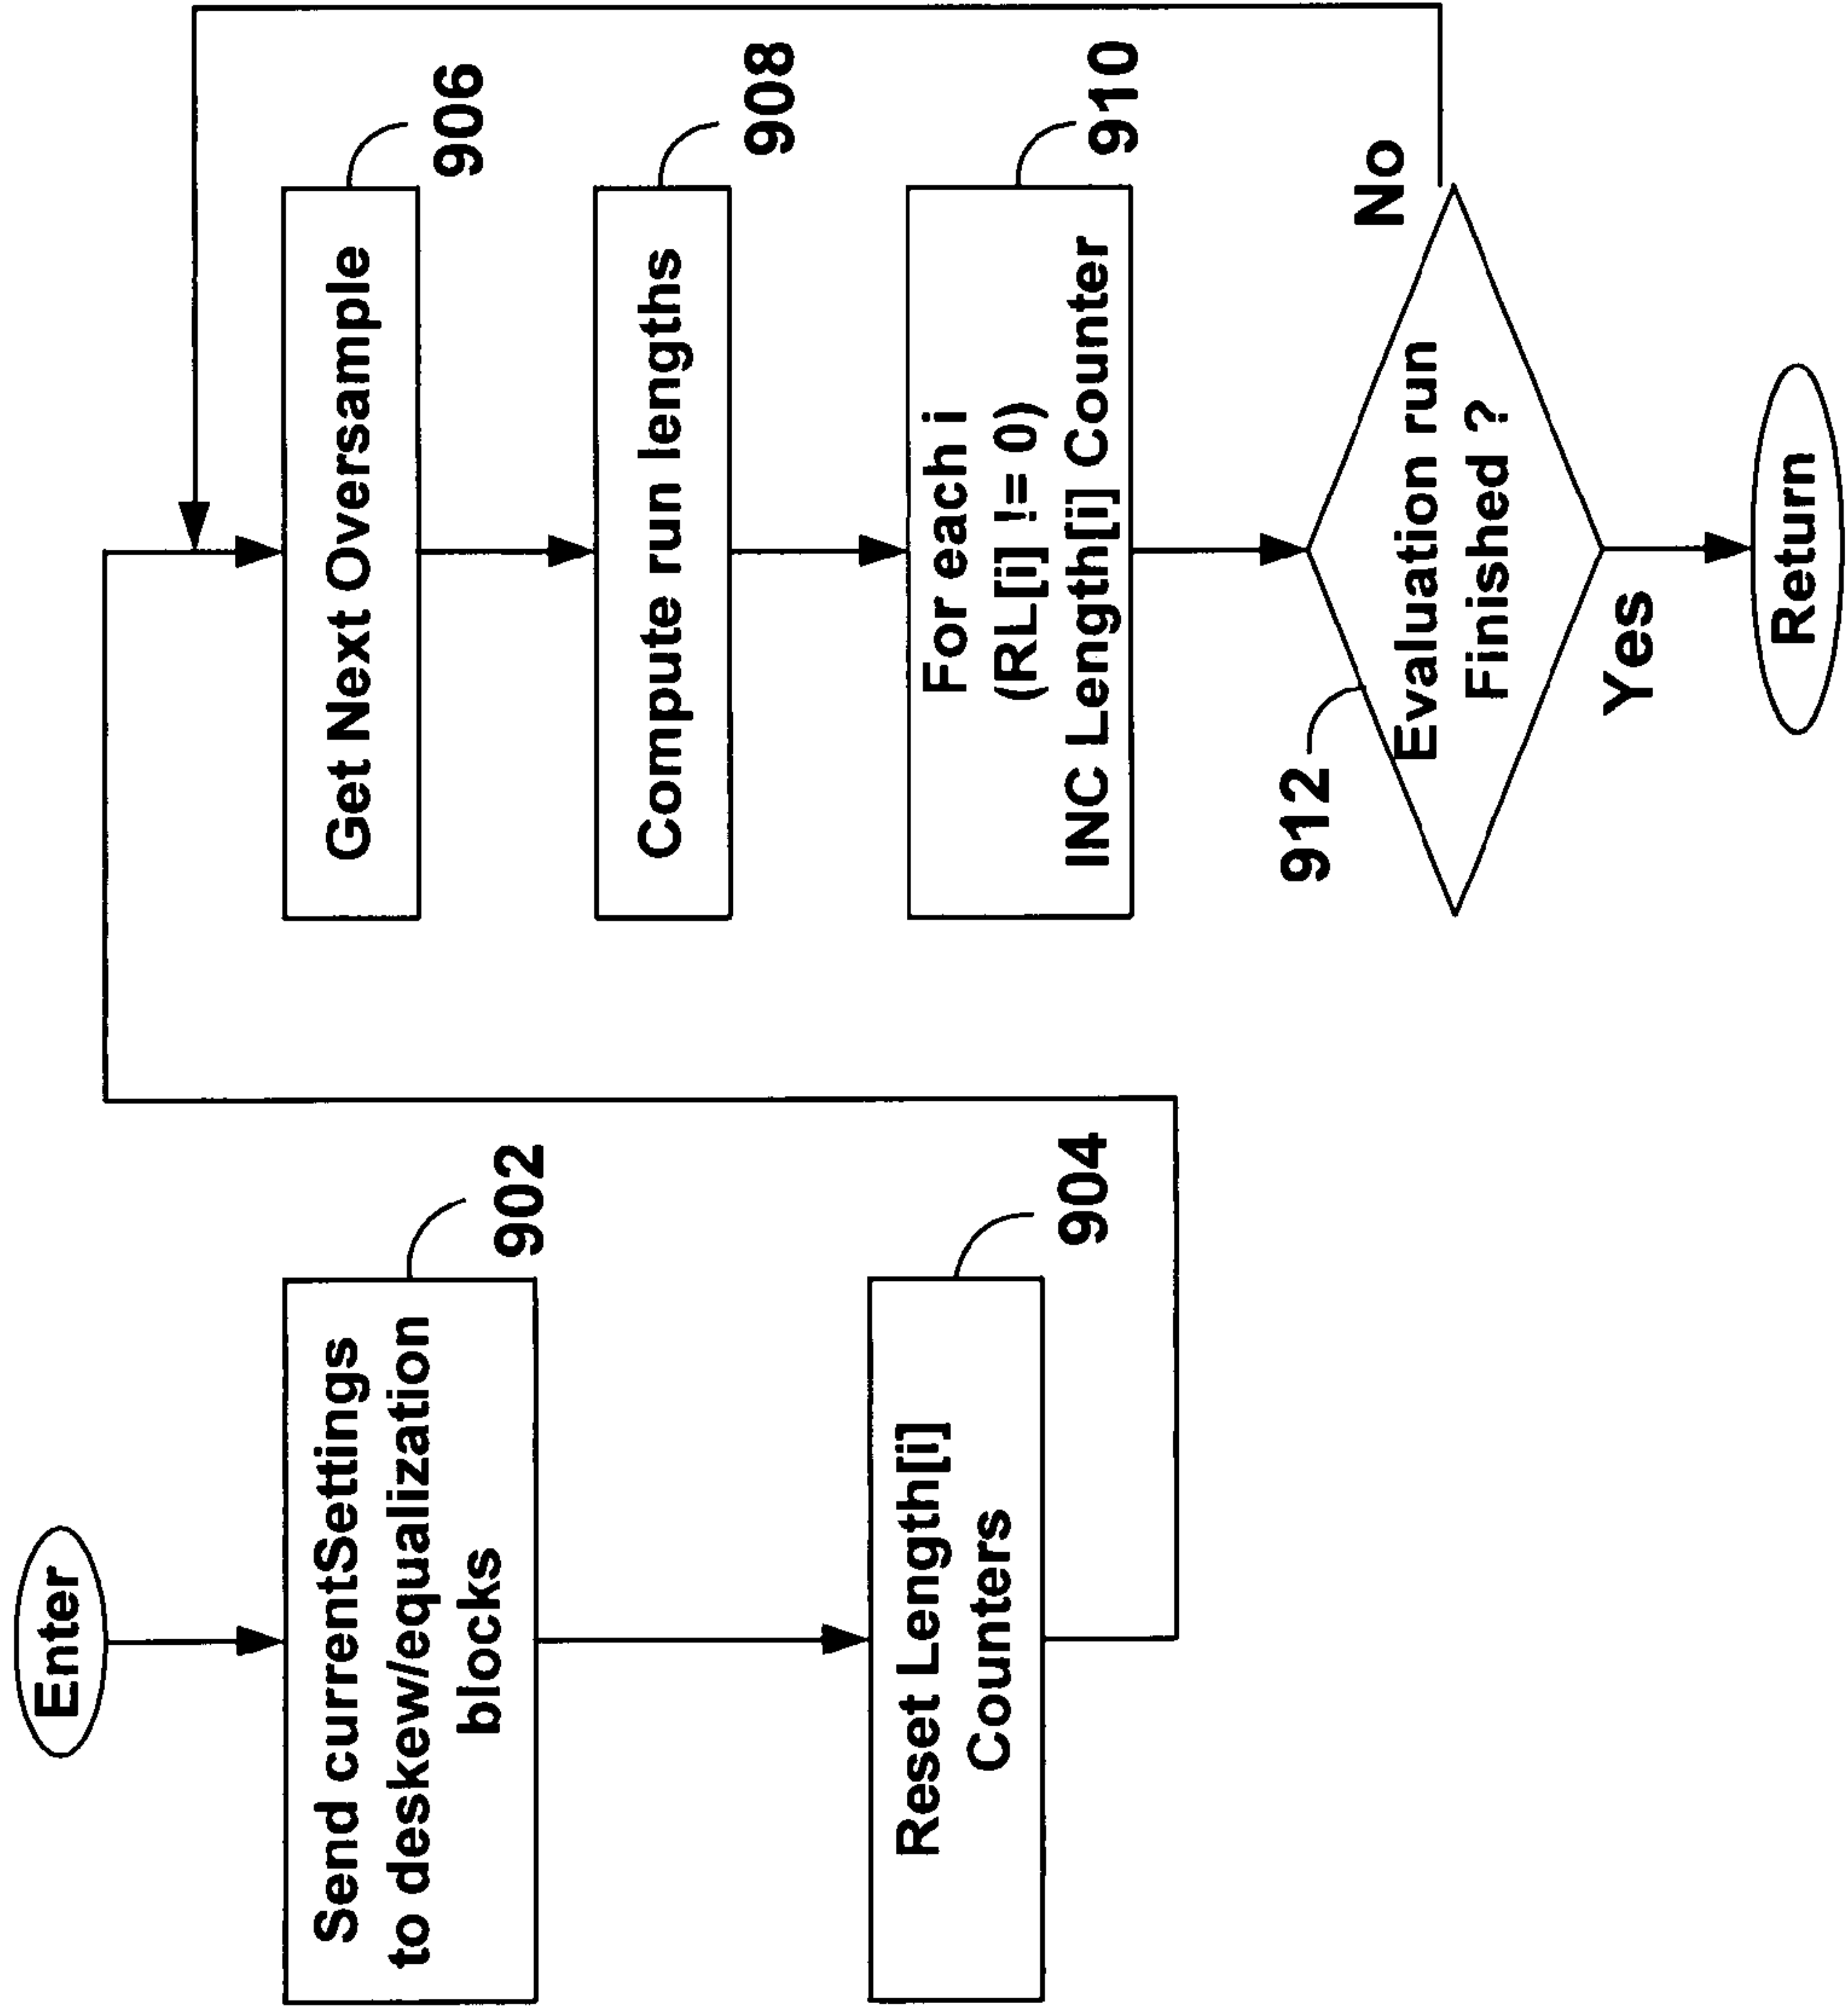 Enter
Send currentSettings
to deskew/equalization
blocks
902
Reset Length[i]
Counters
904
Get Next Oversample
906
Compute run lengths
908
For each i
(RL[i] != 0)
INC Length[i] Counter
910
912
Evaluation run
Finished ?
No
Yes
Return